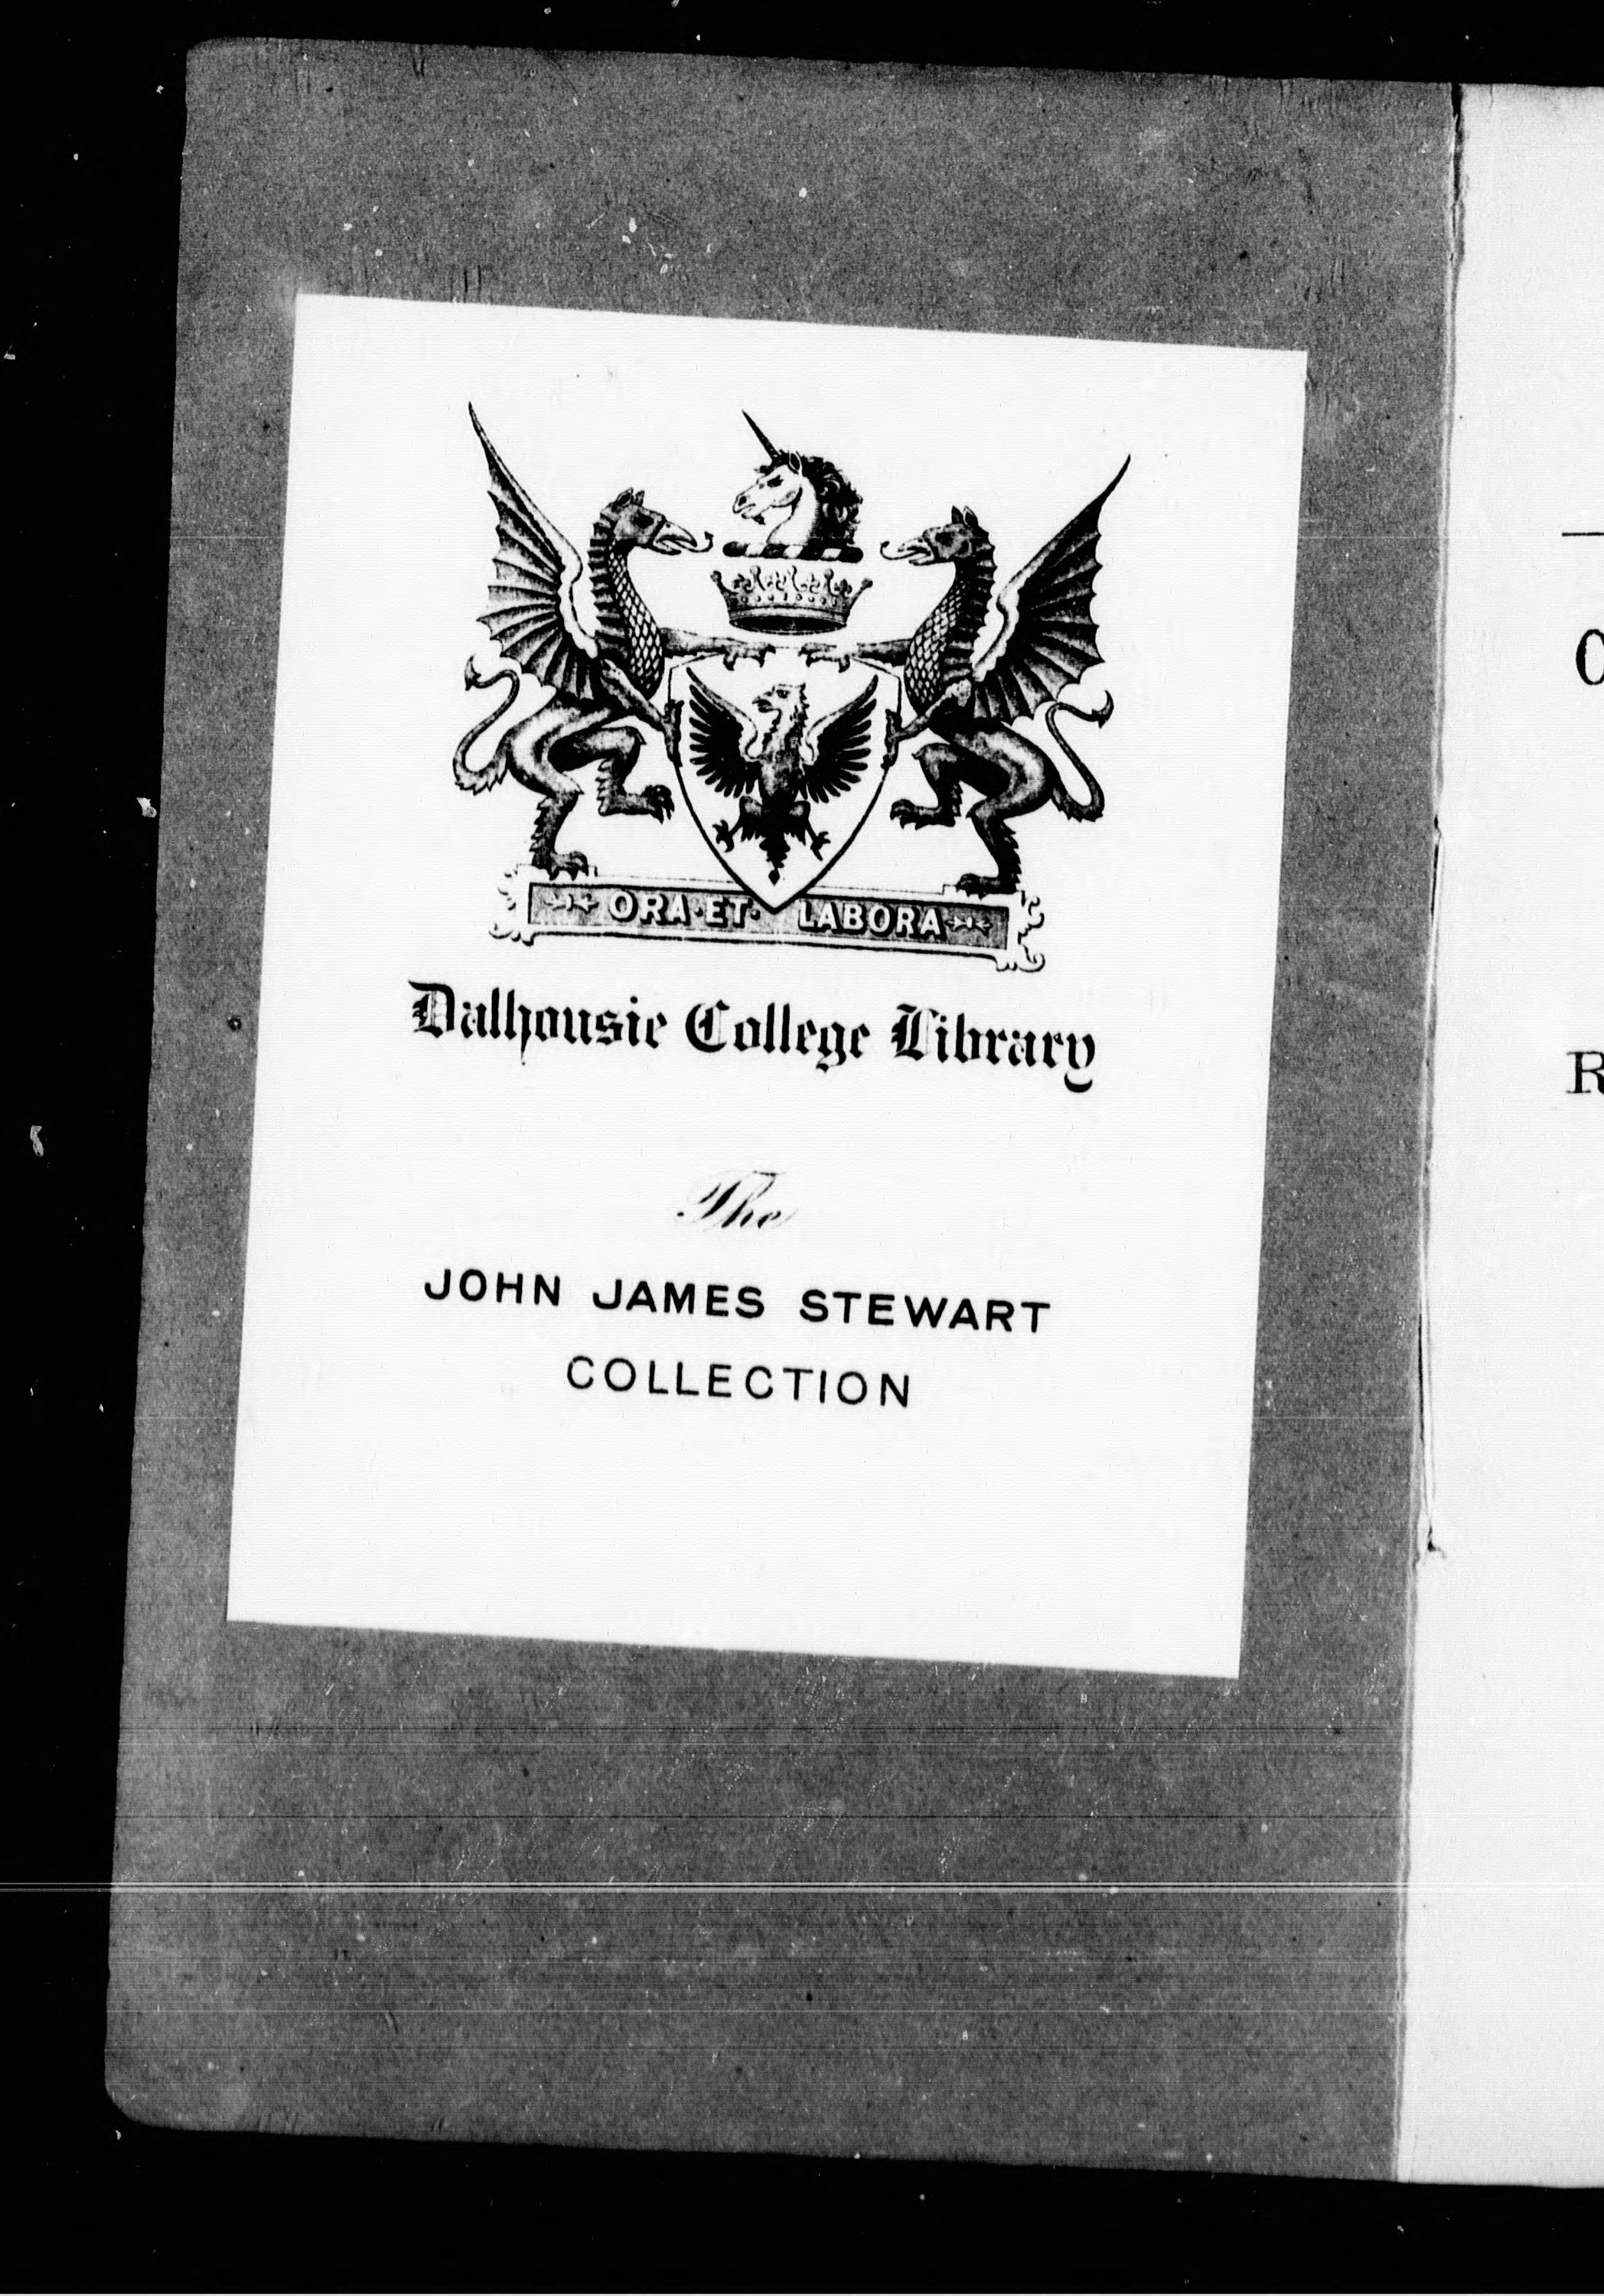 ORA·ET· LABORA
Dalhousie College Library
The
JOHN JAMES STEWART
COLLECTION